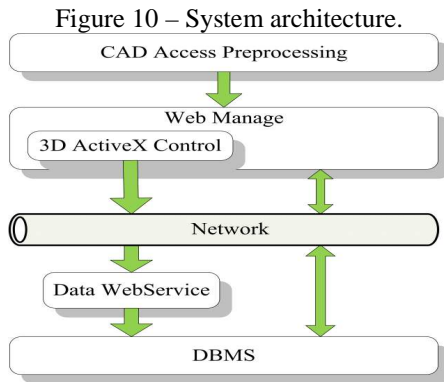 Figure 10 – System architecture.
CAD Access Preprocessing
Web Manage
3D ActiveX Control
Network
Data WebService
DBMS